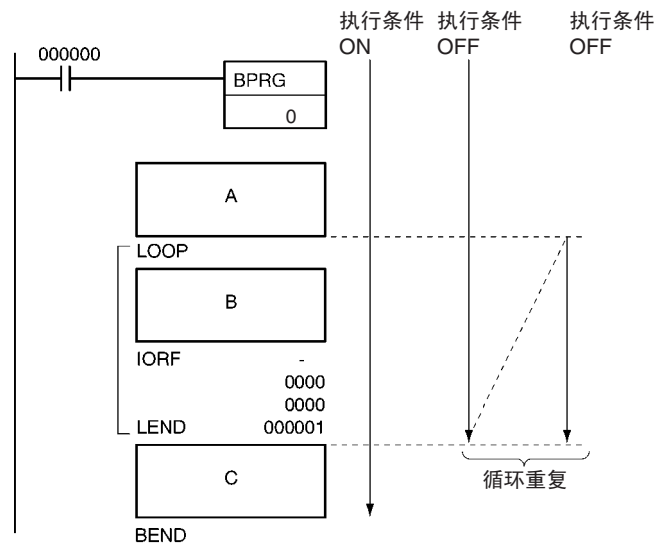 执行条件 执行条件 执行条件
ON OFF OFF
000000
BPRG
0
A
LOOP
B
IORF -
0000
0000
LEND 000001
C
循环重复
BEND